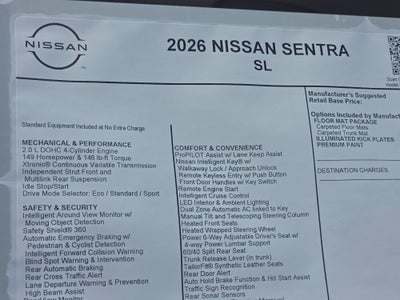 NISSAN
2026 NISSAN SENTRA
SL
Standard Equipment Included at No Extra Charge
MECHANICAL & PERFORMANCE
2.0 L DOHC 4-Cylinder Engine
149 Horsepower & 146 lb-ft Torque
Xtronic® Continuous Variable Transmission
Independent Strut Front and
Multilink Rear Suspension
Idle Stop/Start
Drive Mode Selector: Eco / Standard / Sport
SAFETY & SECURITY
Intelligent Around View Monitor w/
Moving Object Detection
Safety Shield® 360
Automatic Emergency Braking w/
Pedestrian & Cyclist Detection
Intelligent Forward Collision Warning
Blind Spot Warning & Intervention
Rear Automatic Braking
Rear Cross Traffic Alert
Lane Departure Warning & Prevention
High Beam Assist
COMFORT & CONVENIENCE
ProPILOT Assist w/ Lane Keep Assist
Nissan Intelligent Key® w/
Walkaway Lock / Approach Unlock
Remote Keyless Entry w/ Push Button
Front Door Handles w/ Key Switch
Remote Engine Start
Intelligent Cruise Control
LED Interior & Ambient Lighting
Dual Zone Automatic AC linked to Key
Manual Tilt and Telescoping Steering Column
Heated Front Seats
Heated Wrapped Steering Wheel
Power 6-Way Adjustable Driver's Seat w/
4-way Power Lumbar Support
60/40 Split Rear Seat
Trunk Release Lever (in trunk)
TailorFit® Synthetic Leather Seats
Rear Door Alert
Auto Hold Brake Function & Hill Start Assist
Traffic Sign Recognition
Rear Sonar Sensors
Scan
Manufacturer's Suggested
Retail Base Price:
Options Included by Manufac
FLOOR MAT PACKAGE
Carpeted Floor Mats
Carpeted Trunk Mat
ILLUMINATED KICK PLATES
PREMIUM PAINT
DESTINATION CHARGES